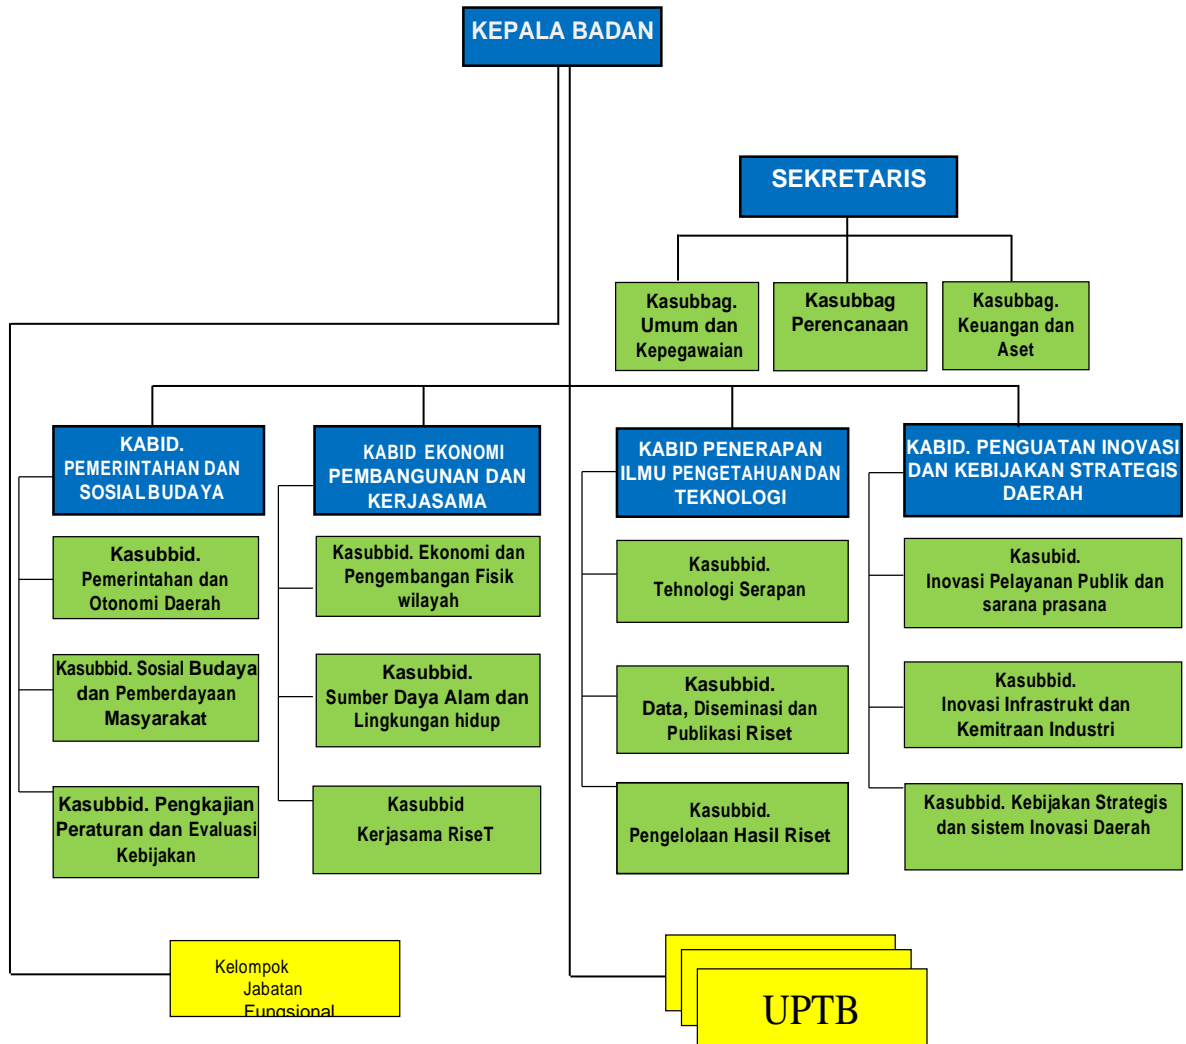 KEPALA BADAN
SEKRETARIS
Kasubbag.
Umum dan
Kepegawaian
Kasubbag
Perencanaan
Kasubbag.
Keuangan dan
Aset
KABID.
PEMERINTAHAN DAN
SOSIAL BUDAYA
KABID EKONOMI
PEMBANGUNAN DAN
KERJASAMA
KABID PENERAPAN
ILMU PENGETAHUAN DAN
TEKNOLOGI
KABID. PENGUATAN INOVASI
DAN KEBIJAKAN STRATEGIS
DAERAH
Kasubbid.
Pemerintahan dan
Otonomi Daerah
Kasubbid. Ekonomi dan
Pengembangan Fisik
wilayah
Kasubbid.
Tehnologi Serapan
Kasubid.
Inovasi Pelayanan Publik dan
sarana prasana
Kasubbid. Sosial Budaya
dan Pemberdayaan
Masyarakat
Kasubbid.
Sumber Daya Alam dan
Lingkungan hidup
Kasubbid.
Data, Diseminasi dan
Publikasi Riset
Kasubbid.
Inovasi Infrastrukt dan
Kemitraan Industri
Kasubbid. Pengkajian
Peraturan dan Evaluasi
Kebijakan
Kasubbid
Kerjasama RiseT
Kasubbid.
Pengelolaan Hasil Riset
Kasubbid. Kebijakan Strategis
dan sistem Inovasi Daerah
Kelompok
Jabatan
Fungsional
UPTB